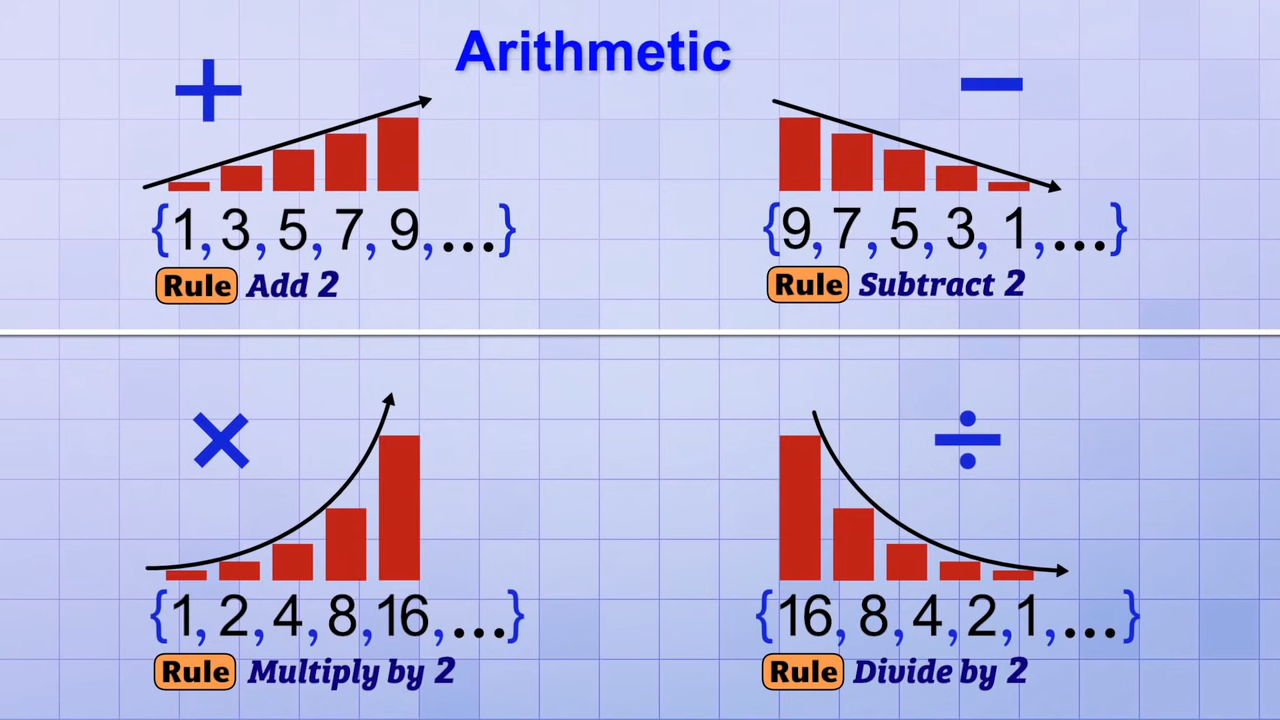 Arithmetic
+
−
{1, 3, 5, 7, 9, ...}
Rule Add 2
{9, 7, 5, 3, 1, ...}
Rule Subtract 2
×
÷
{1, 2, 4, 8, 16, ...}
Rule Multiply by 2
{16, 8, 4, 2, 1, ...}
Rule Divide by 2